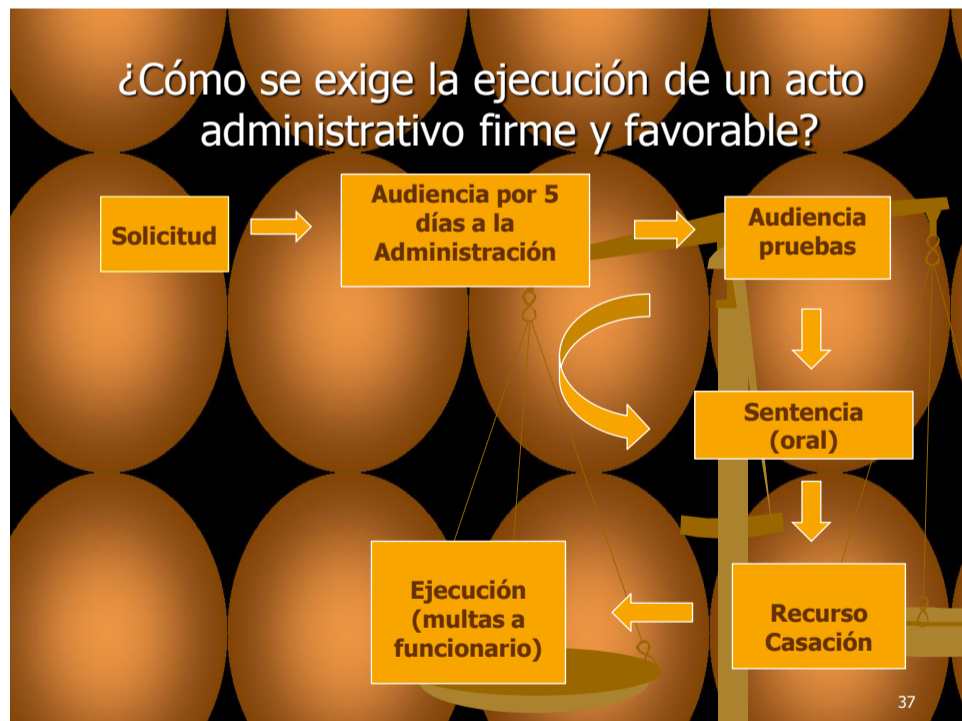 ¿Cómo se exige la ejecución de un acto
administrativo firme y favorable?
Solicitud
Audiencia por 5
días a la
Administración
Audiencia
pruebas
Sentencia
(oral)
Recurso
Casación
Ejecución
(multas a
funcionario)
37